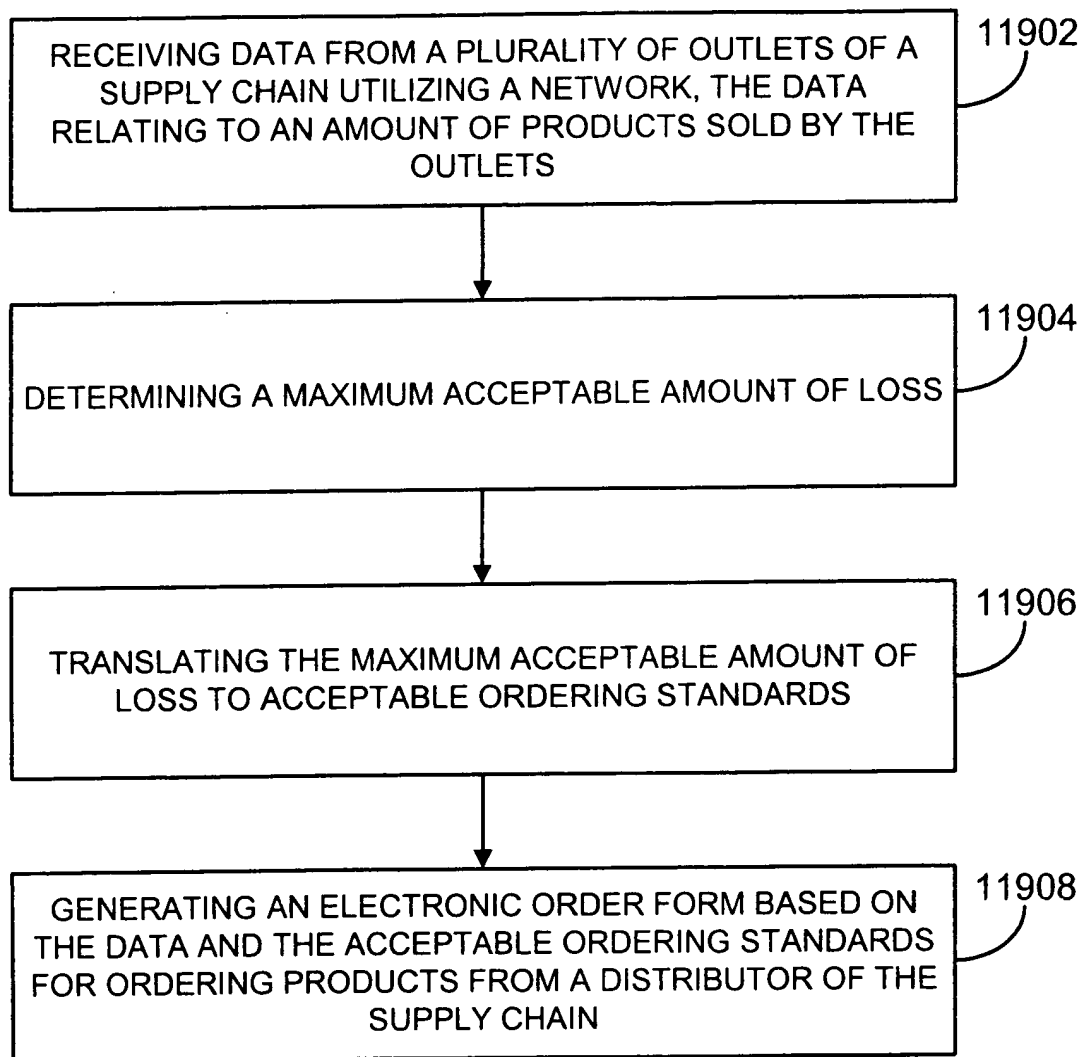 RECEIVING DATA FROM A PLURALITY OF OUTLETS OF A
SUPPLY CHAIN UTILIZING A NETWORK, THE DATA
RELATING TO AN AMOUNT OF PRODUCTS SOLD BY THE
OUTLETS
11902
DETERMINING A MAXIMUM ACCEPTABLE AMOUNT OF LOSS
11904
TRANSLATING THE MAXIMUM ACCEPTABLE AMOUNT OF
LOSS TO ACCEPTABLE ORDERING STANDARDS
11906
GENERATING AN ELECTRONIC ORDER FORM BASED ON
THE DATA AND THE ACCEPTABLE ORDERING STANDARDS
FOR ORDERING PRODUCTS FROM A DISTRIBUTOR OF THE
SUPPLY CHAIN
11908